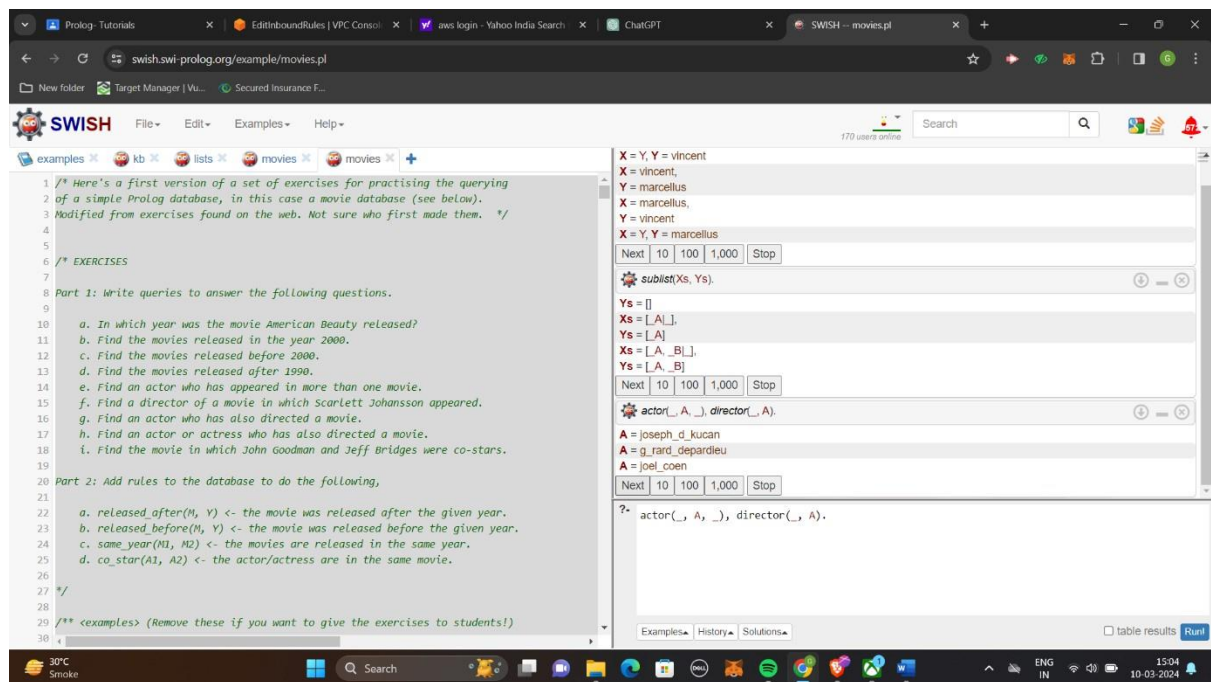 Prolog- Tutorials
EditInboundRules | VPC Consol
aws login - Yahoo India Search
ChatGPT
SWISH -- movies.pl
swish.swi-prolog.org/example/movies.pl
New folder
Target Manager | Vu...
Secured Insurance F...
SWISH File Edit Examples Help
170 users online
Search
examples kb lists movies movies
1 /* Here's a first version of a set of exercises for practising the querying
2 of a simple Prolog database, in this case a movie database (see below).
3 Modified from exercises found on the web. Not sure who first made them. */
4
5
6 /* EXERCISES
7
8 Part 1: Write queries to answer the following questions.
9
10 a. In which year was the movie American Beauty released?
11 b. Find the movies released in the year 2000.
12 c. Find the movies released before 2000.
13 d. Find the movies released after 1990.
14 e. Find an actor who has appeared in more than one movie.
15 f. Find a director of a movie in which Scarlett Johansson appeared.
16 g. Find an actor who has also directed a movie.
17 h. Find an actor or actress who has also directed a movie.
18 i. Find the movie in which John Goodman and Jeff Bridges were co-stars.
19
20 Part 2: Add rules to the database to do the following,
21
22 a. released_after(M, Y) <- the movie was released after the given year.
23 b. released_before(M, Y) <- the movie was released before the given year.
24 c. same_year(M1, M2) <- the movies are released in the same year.
25 d. co_star(A1, A2) <- the actor/actress are in the same movie.
26
27 */
28
29 /** <examples> (Remove these if you want to give the exercises to students!)
30
X = Y, Y = vincent
X = vincent,
Y = marcellus
X = marcellus,
Y = vincent
X = Y, Y = marcellus
Next 10 100 1,000 Stop
sublist(Xs, Ys).
Ys = []
Xs = [_A|_],
Ys = [_A]
Xs = [_A, _B|_],
Ys = [_A, _B]
Next 10 100 1,000 Stop
actor(_, A, _), director(_, A).
A = joseph_d_kucan
A = g_rard_depardieu
A = joel_coen
Next 10 100 1,000 Stop
?- actor(_, A, _), director(_, A).
Examples History Solutions
table results Run!
30°C
Smoke
Search
ENG
IN
15:04
10-03-2024